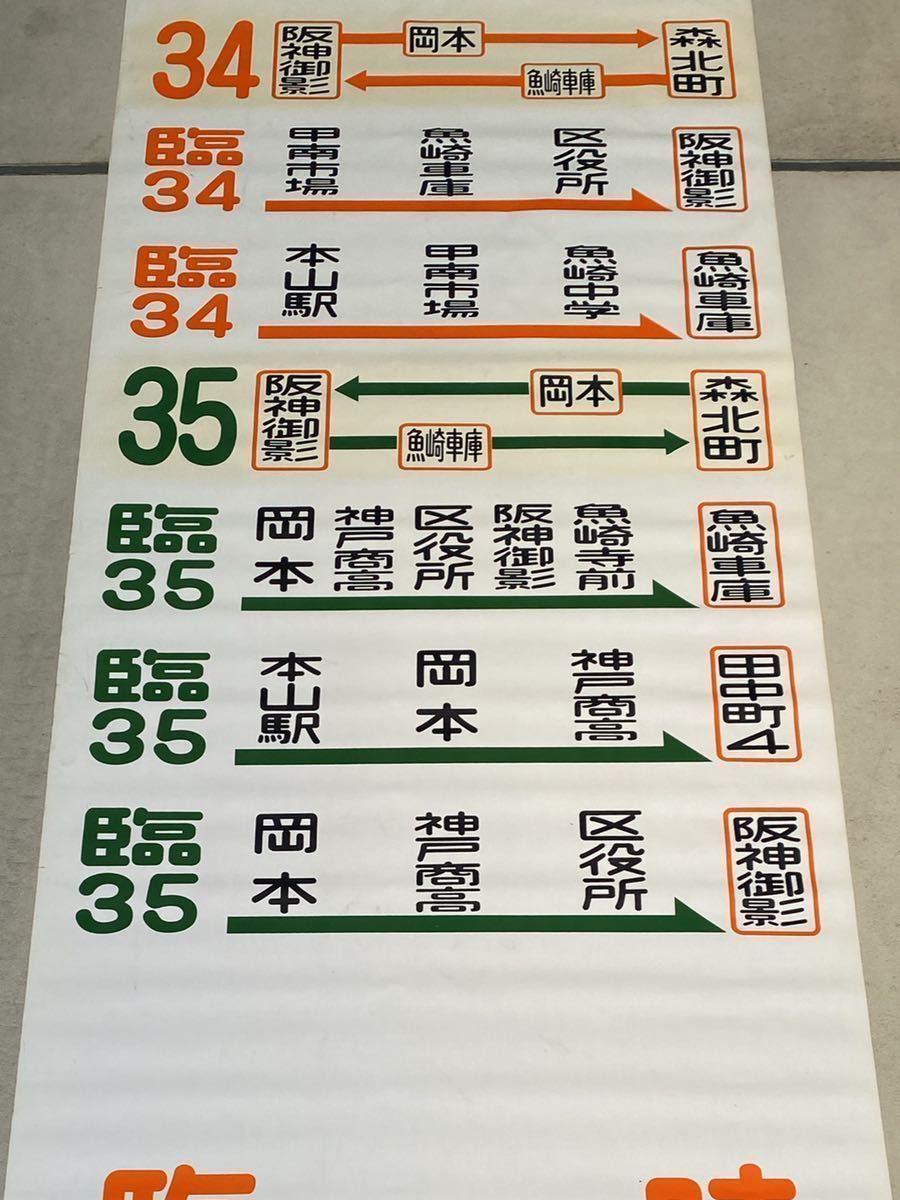 34 阪神御影 岡本 魚崎車庫 森北町
臨34 甲南市場 魚崎車庫 区役所 阪神御影
臨34 本山駅 甲南市場 魚崎中学 魚崎車庫
35 阪神御影 岡本 魚崎車庫 森北町
臨35 岡本 神戸商高 区役所 阪神御影 魚崎寺前 魚崎車庫
臨35 本山駅 岡本 神戸商高 田中町4
臨35 岡本 神戸商高 区役所 阪神御影